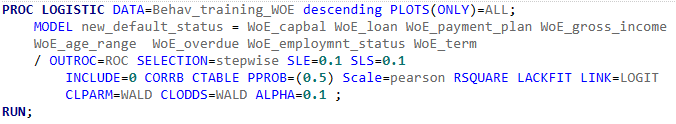 PROC LOGISTIC DATA=Behav_training_WOE descending PLOTS(ONLY)=ALL;
MODEL new_default_status = WoE_capbal WoE_loan WoE_payment_plan WoE_gross_income
WoE_age_range WoE_overdue WoE_employmnt_status WoE_term
/ OUTROC=ROC SELECTION=stepwise SLE=0.1 SLS=0.1
INCLUDE=0 CORRB CTABLE PPROB=(0.5) Scale=pearson RSQUARE LACKFIT LINK=LOGIT
CLPARM=WALD CLODDS=WALD ALPHA=0.1 ;
RUN;